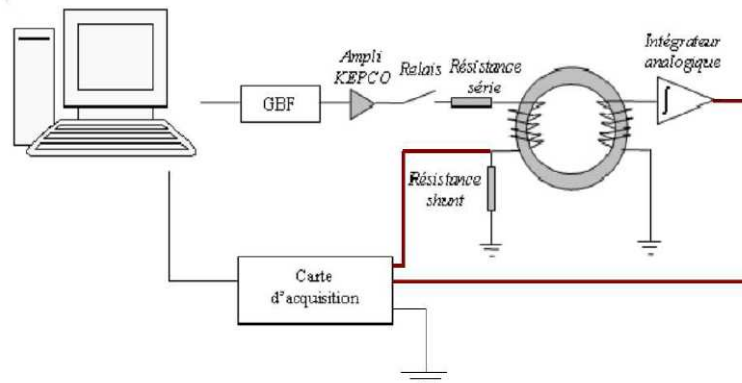 Ampli
KEPCO
Relais
Résistance
série
Intégrateur
analogique
GBF
∫
Résistance
shunt
Carte
d'acquisition